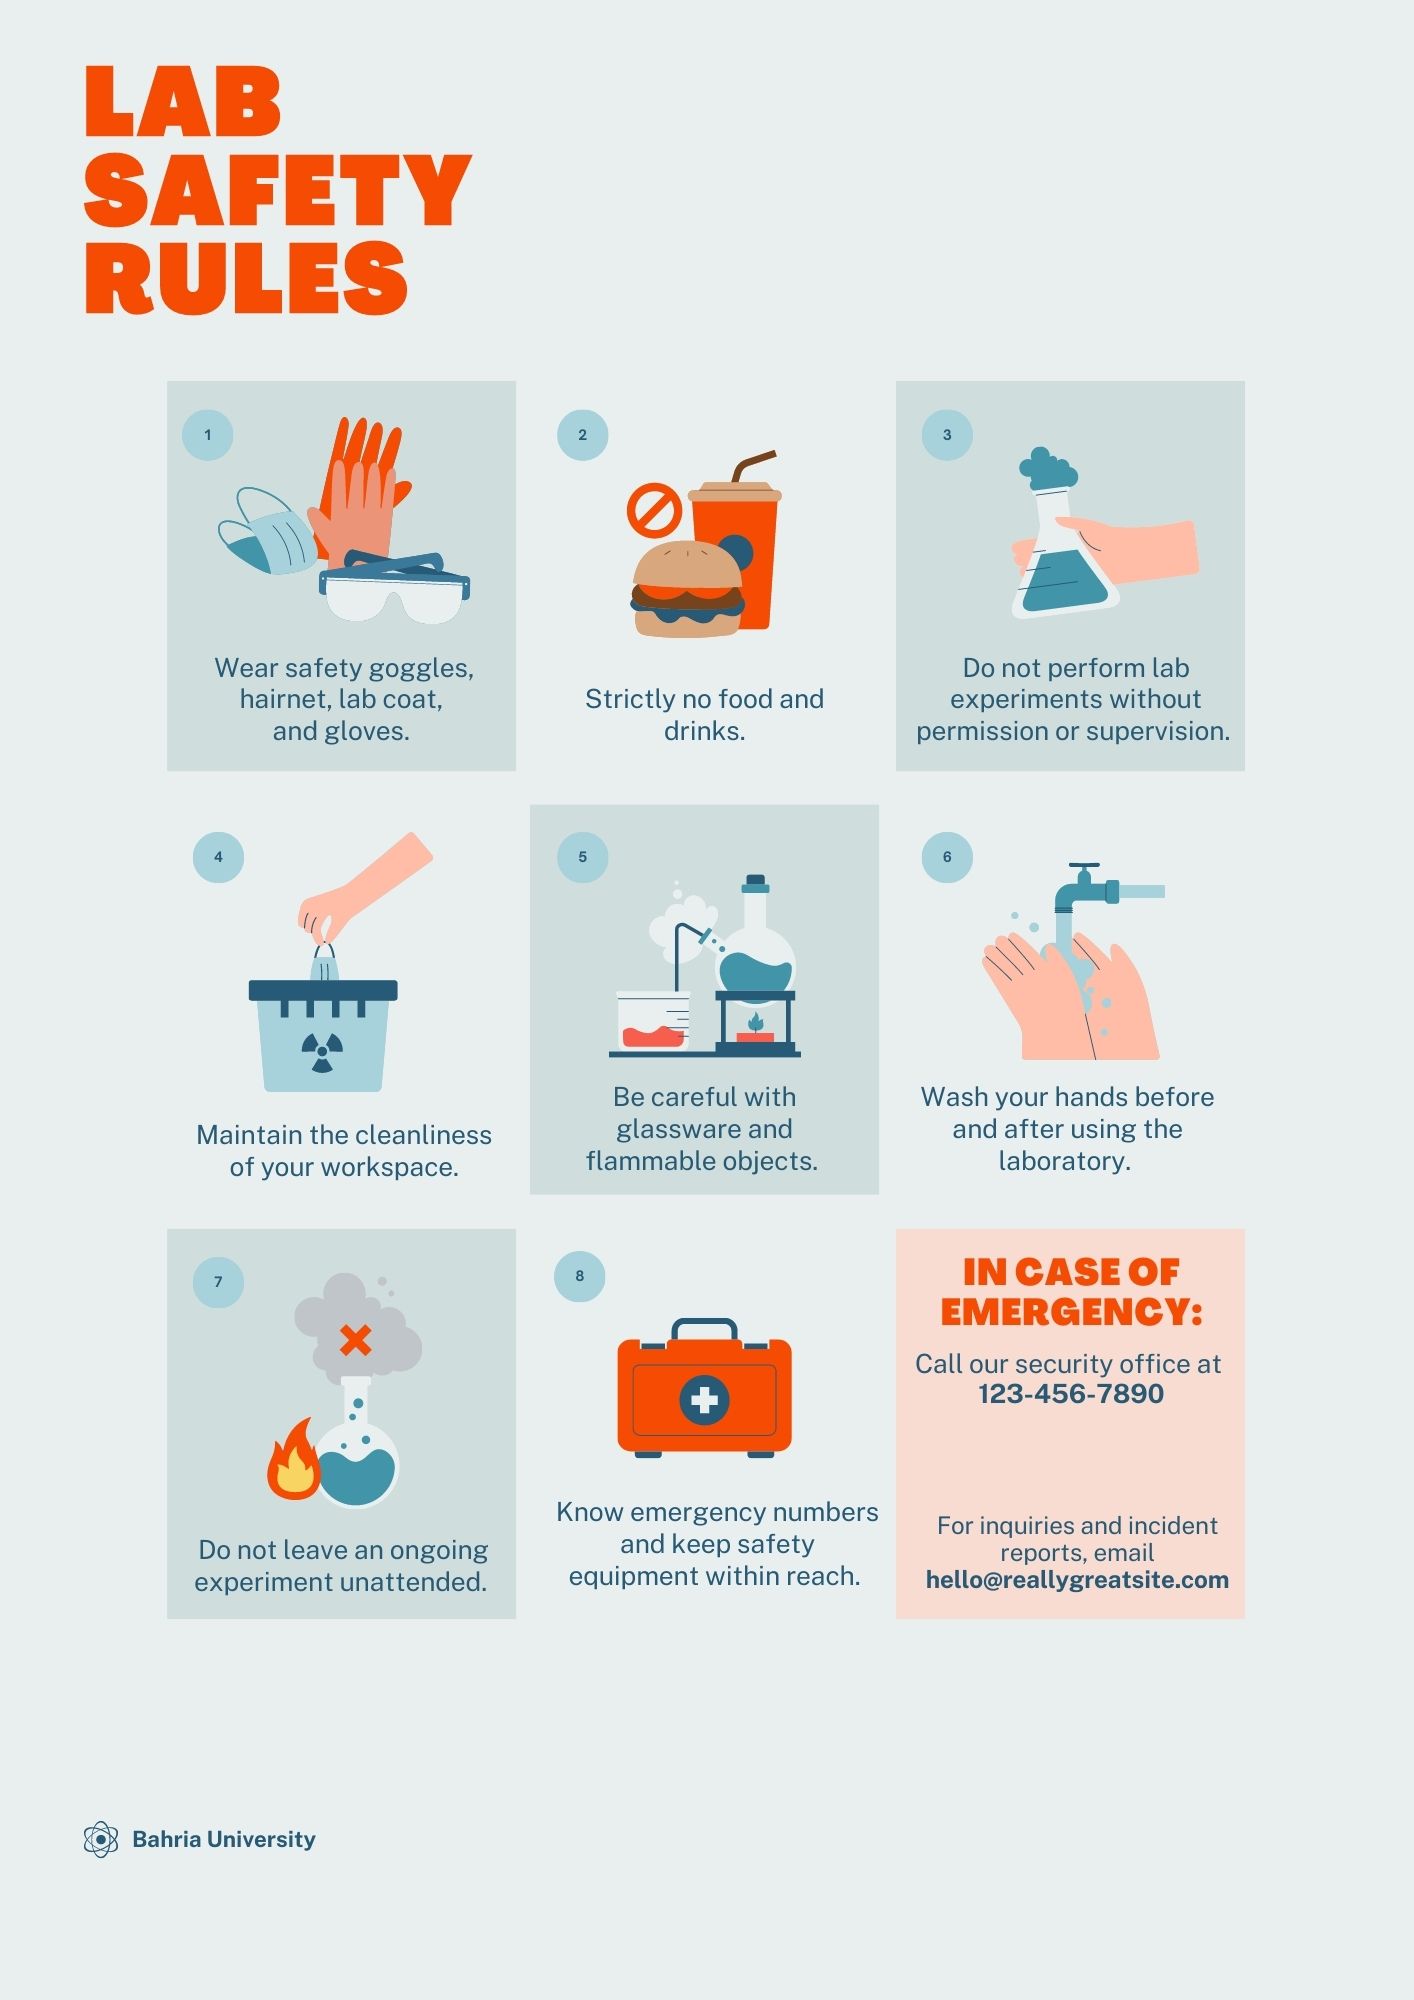 LAB
SAFETY
RULES
1
Wear safety goggles,
hairnet, lab coat,
and gloves.
2
Strictly no food and
drinks.
3
Do not perform lab
experiments without
permission or supervision.
4
Maintain the cleanliness
of your workspace.
5
Be careful with
glassware and
flammable objects.
6
Wash your hands before
and after using the
laboratory.
7
Do not leave an ongoing
experiment unattended.
8
Know emergency numbers
and keep safety
equipment within reach.
IN CASE OF
EMERGENCY:
Call our security office at
123-456-7890
For inquiries and incident
reports, email
hello@reallygreatsite.com
Bahria University